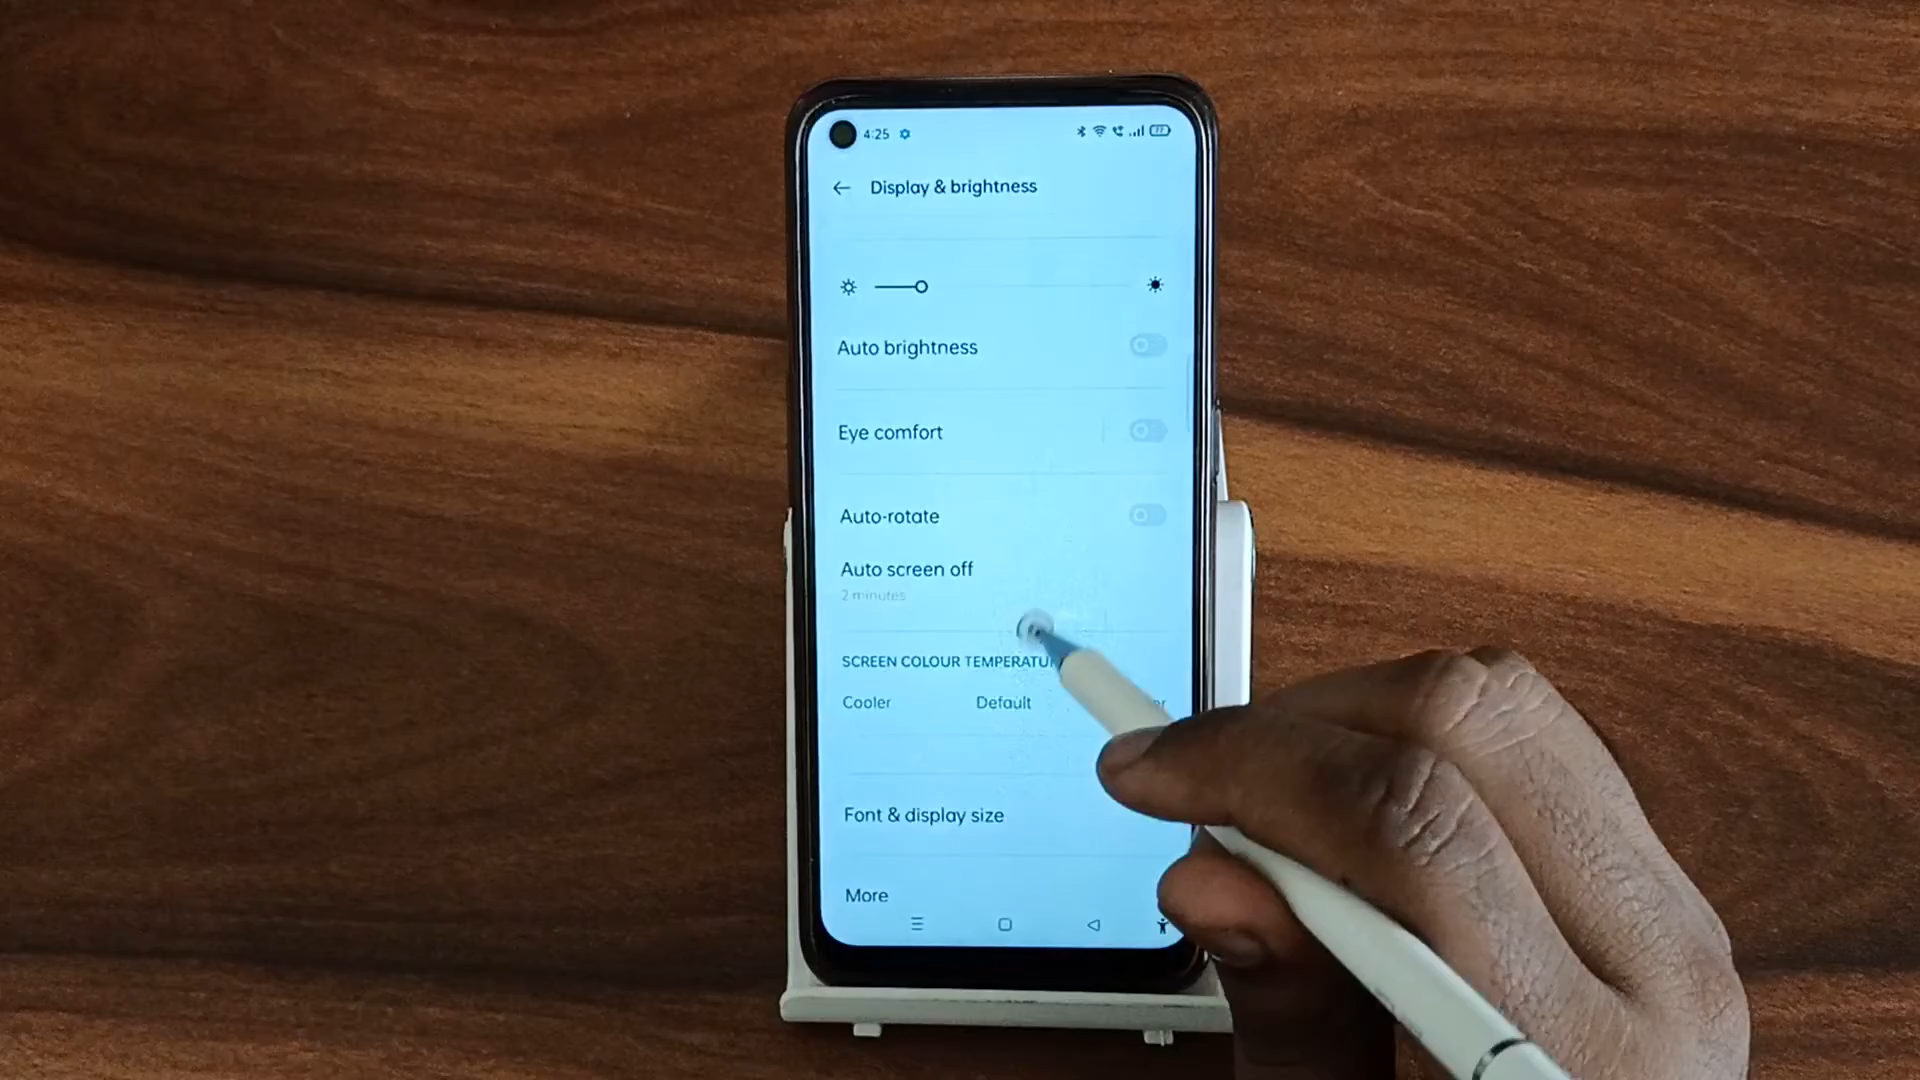 4:25
77
Display & brightness
Auto brightness
Eye comfort
Auto-rotate
Auto screen off
2 minutes
SCREEN COLOUR
Cooler Default
Font & display size
More